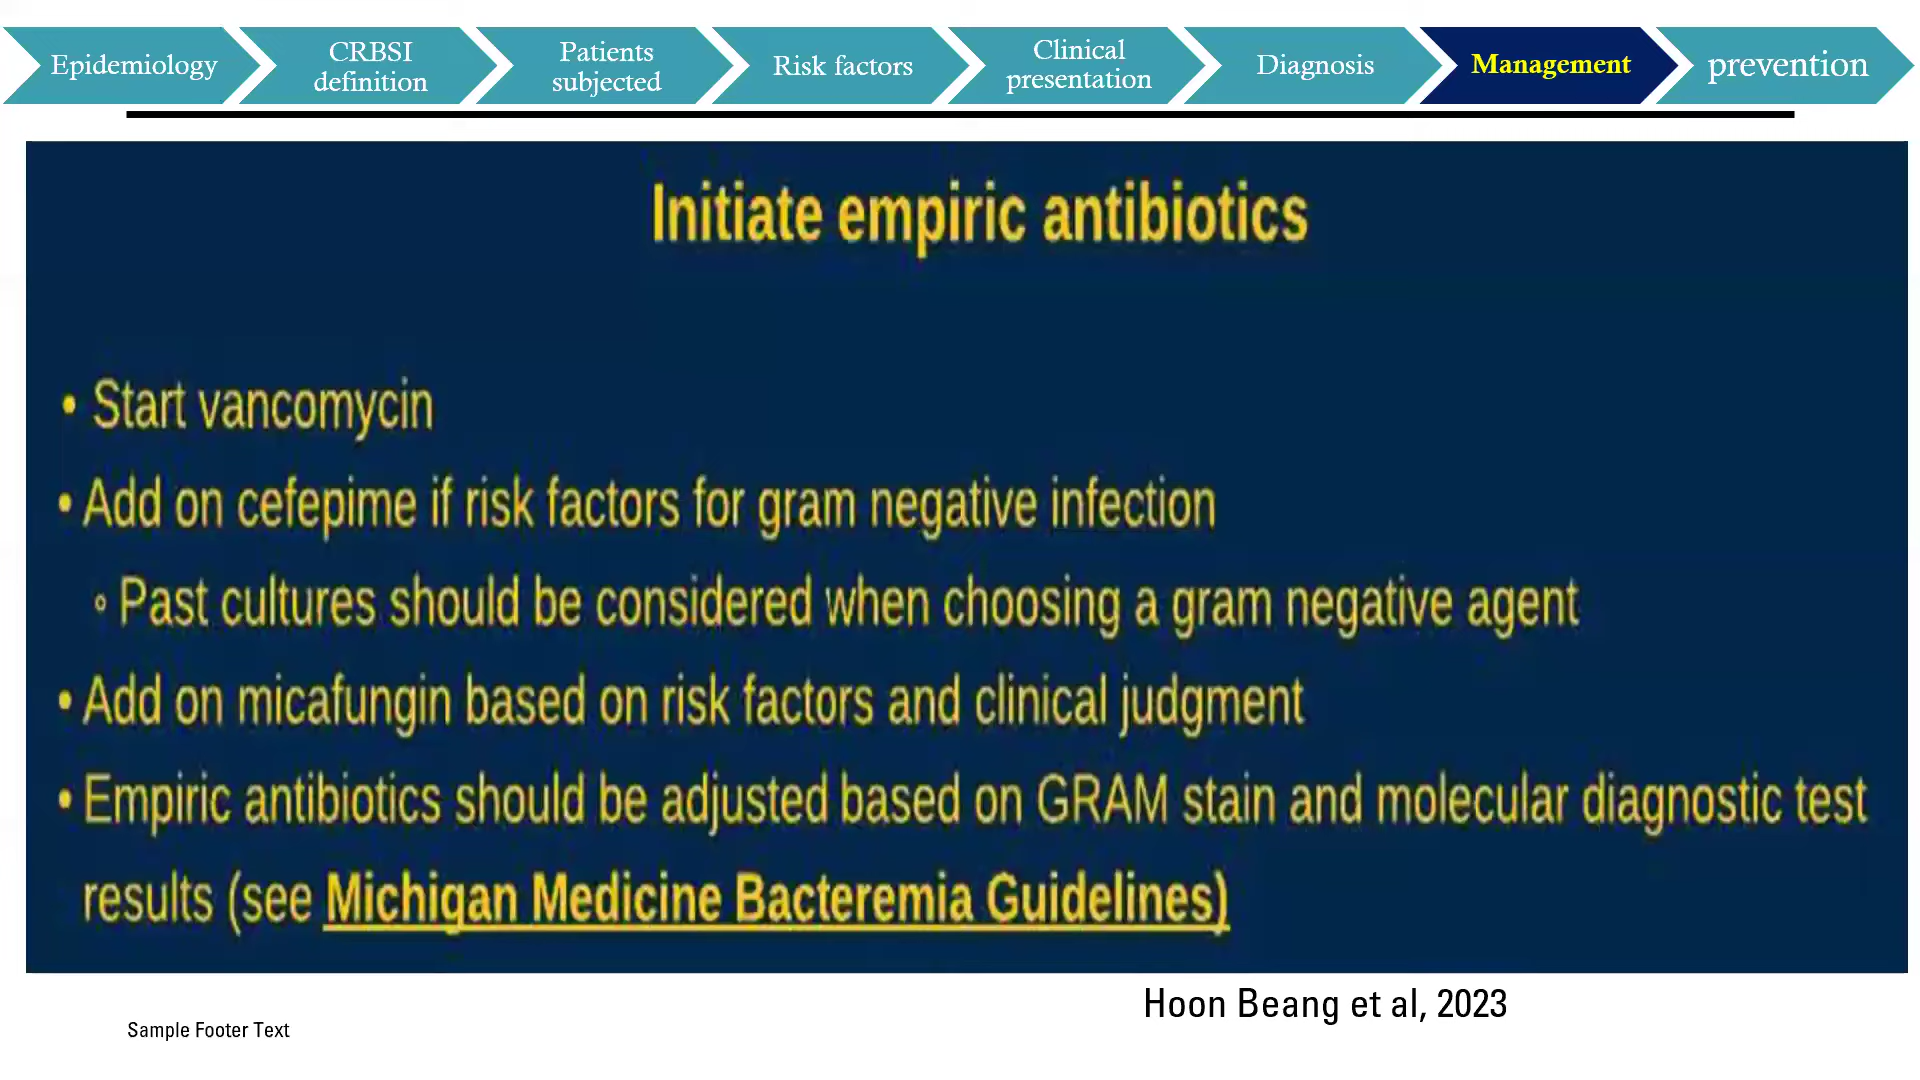 Epidemiology
CRBSI
definition
Patients
subjected
Risk factors
Clinical
presentation
Diagnosis
Management
prevention
Initiate empiric antibiotics
• Start vancomycin
• Add on cefepime if risk factors for gram negative infection
◦ Past cultures should be considered when choosing a gram negative agent
• Add on micafungin based on risk factors and clinical judgment
• Empiric antibiotics should be adjusted based on GRAM stain and molecular diagnostic test
results (see Michigan Medicine Bacteremia Guidelines)
Hoon Beang et al, 2023
Sample Footer Text